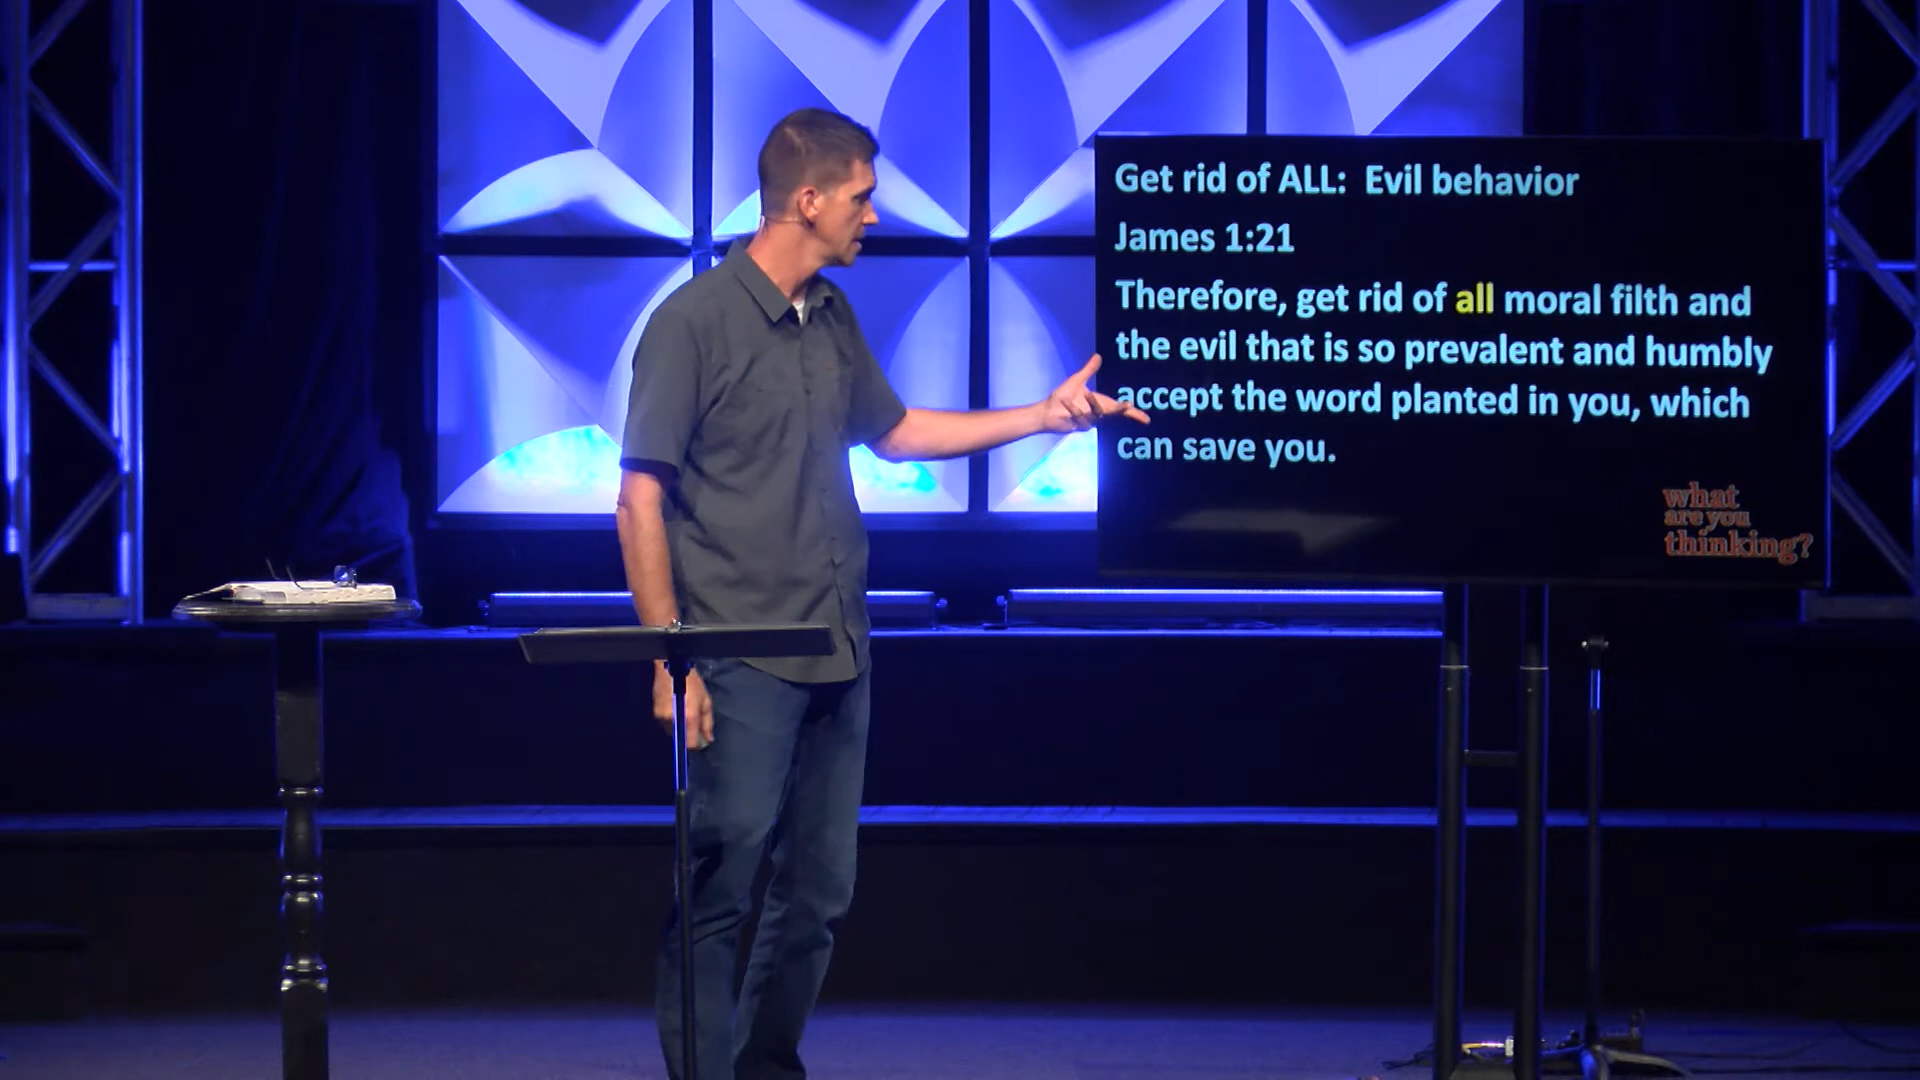 Get rid of ALL:  Evil behavior
James 1:21
Therefore, get rid of all moral filth and
the evil that is so prevalent and humbly
accept the word planted in you, which
can save you.
what
are you
thinking?